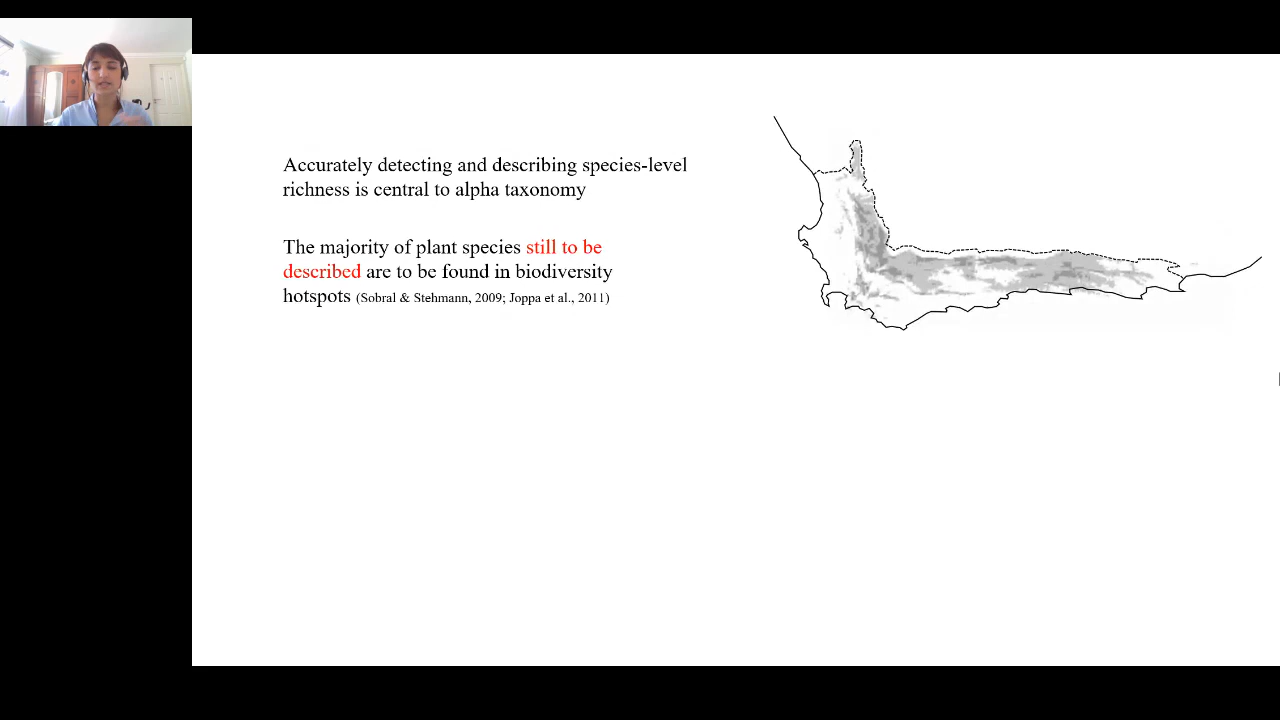 Accurately detecting and describing species-level
richness is central to alpha taxonomy
The majority of plant species still to be
described are to be found in biodiversity
hotspots (Sobral & Stehmann, 2009; Joppa et al., 2011)